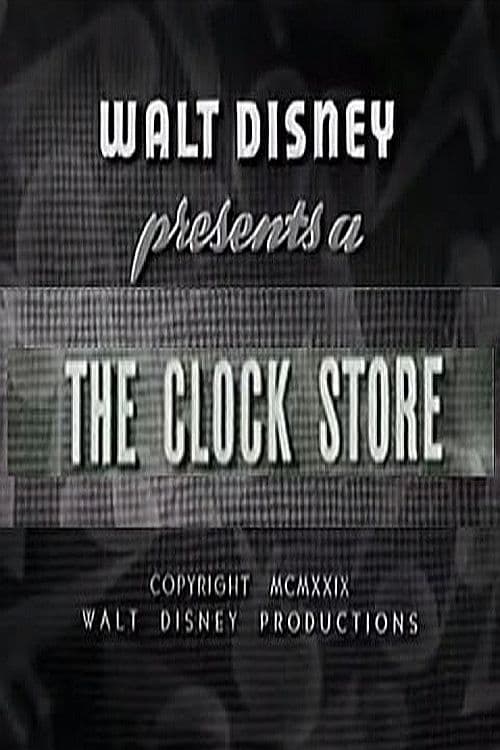 WALT DISNEY
presents a
THE CLOCK STORE
COPYRIGHT MCMXXIX
WALT DISNEY PRODUCTIONS